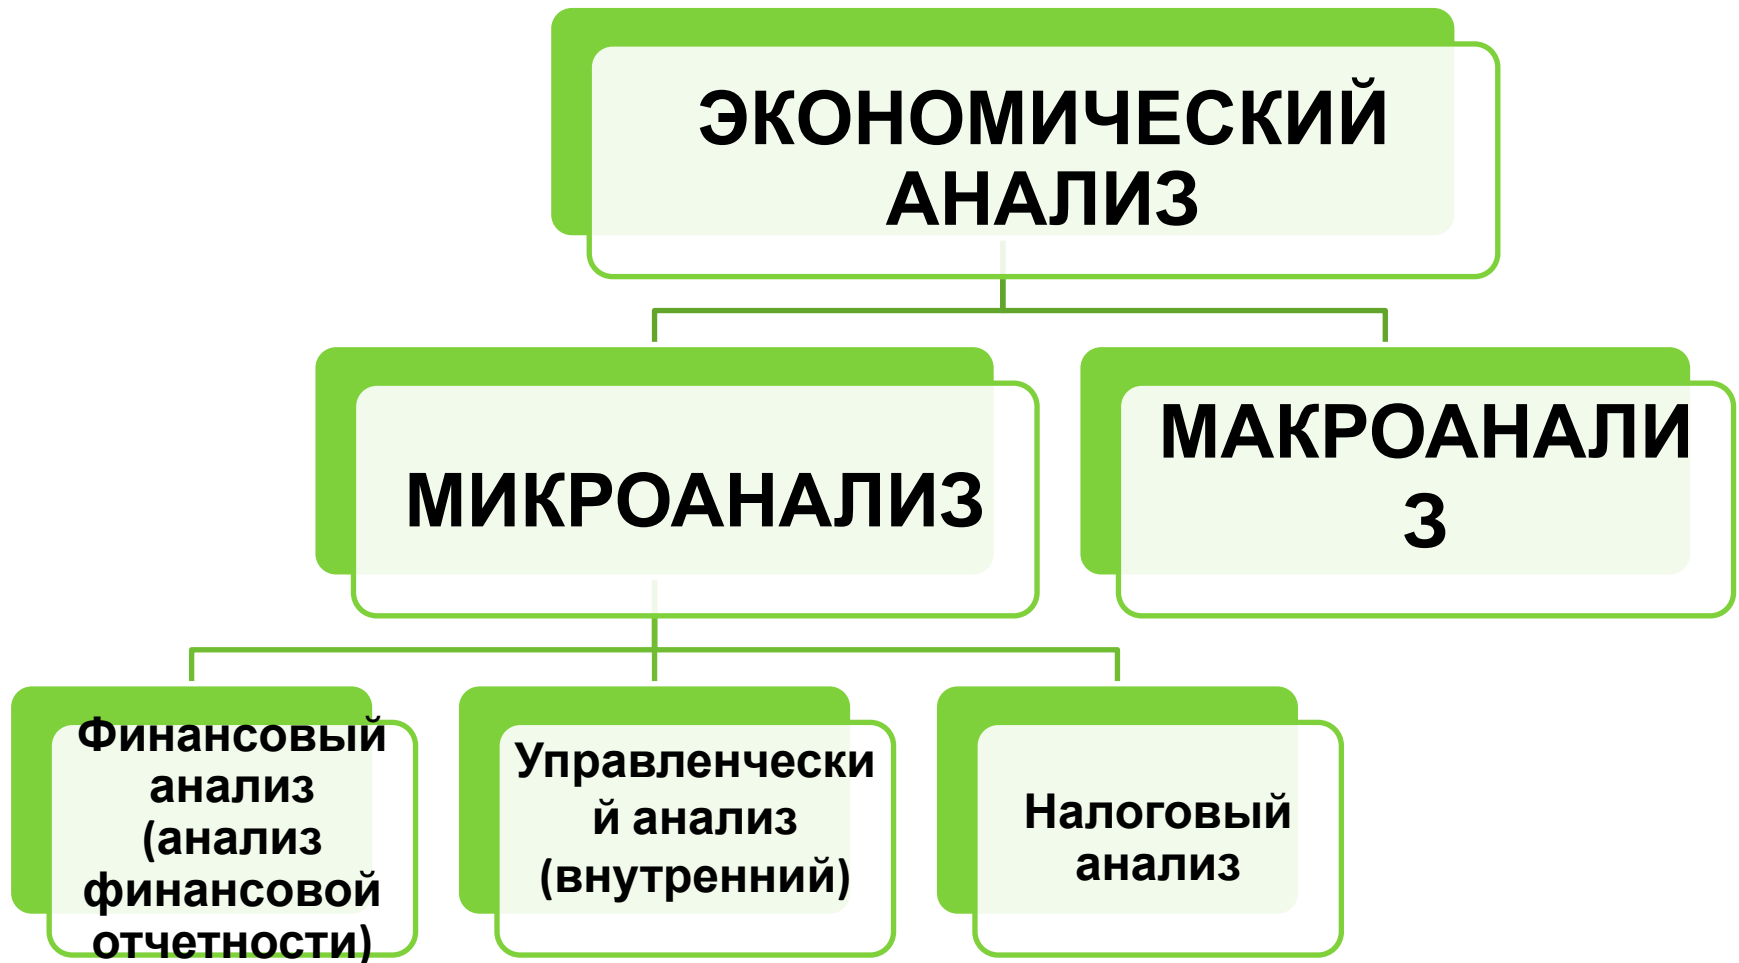 ЭКОНОМИЧЕСКИЙ
АНАЛИЗ
МИКРОАНАЛИЗ
МАКРОАНАЛИ
З
Финансовый
анализ
(анализ
финансовой
отчетности)
Управленчески
й анализ
(внутренний)
Налоговый
анализ